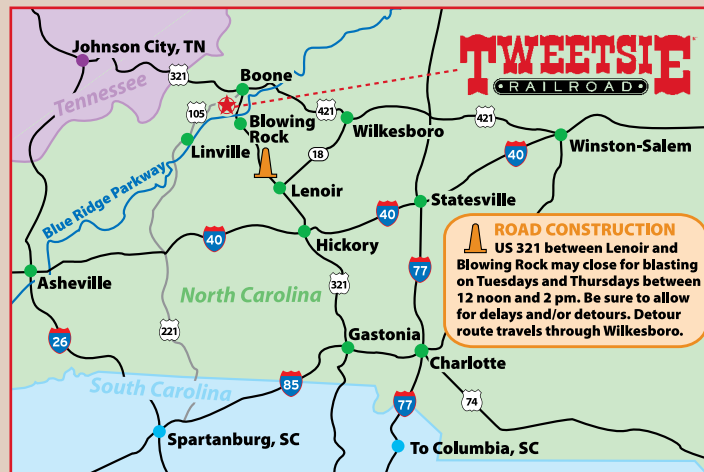 Johnson City, TN
321
Boone
TWEETSIE
• RAILROAD •
Tennessee
105
421
421
Blowing
Rock
Wilkesboro
Winston-Salem
Linville
18
40
Blue Ridge Parkway
Lenoir
Statesville
40
40
Hickory
ROAD CONSTRUCTION
US 321 between Lenoir and
Blowing Rock may close for blasting
on Tuesdays and Thursdays between
12 noon and 2 pm. Be sure to allow
for delays and/or detours. Detour
route travels through Wilkesboro.
77
Asheville
321
North Carolina
221
26
Gastonia
Charlotte
South Carolina
85
77
74
Spartanburg, SC
To Columbia, SC